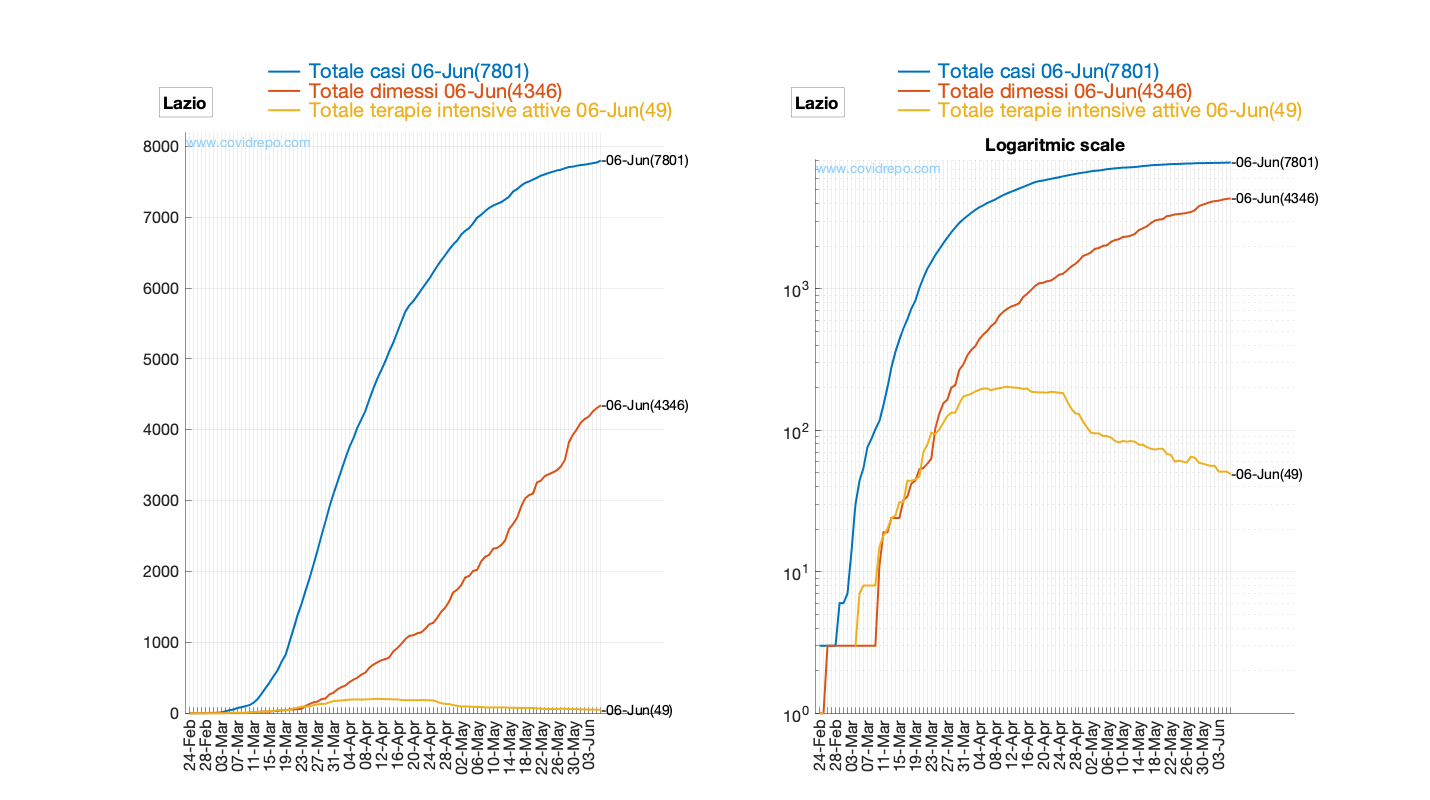 Totale casi 06-Jun(7801)
Totale dimessi 06-Jun(4346)
Totale terapie intensive attive 06-Jun(49)
Lazio
www.covidrepo.com
8000
7000
6000
5000
4000
3000
2000
1000
0
-06-Jun(7801)
-06-Jun(4346)
-06-Jun(49)
24-Feb
28-Feb
03-Mar
07-Mar
11-Mar
15-Mar
19-Mar
23-Mar
27-Mar
31-Mar
04-Apr
08-Apr
12-Apr
16-Apr
20-Apr
24-Apr
28-Apr
02-May
06-May
10-May
14-May
18-May
22-May
26-May
30-May
03-Jun
Totale casi 06-Jun(7801)
Totale dimessi 06-Jun(4346)
Totale terapie intensive attive 06-Jun(49)
Lazio
Logaritmic scale
www.covidrepo.com
10³
10²
10¹
10⁰
-06-Jun(7801)
-06-Jun(4346)
-06-Jun(49)
24-Feb
28-Feb
03-Mar
07-Mar
11-Mar
15-Mar
19-Mar
23-Mar
27-Mar
31-Mar
04-Apr
08-Apr
12-Apr
16-Apr
20-Apr
24-Apr
28-Apr
02-May
06-May
10-May
14-May
18-May
22-May
26-May
30-May
03-Jun